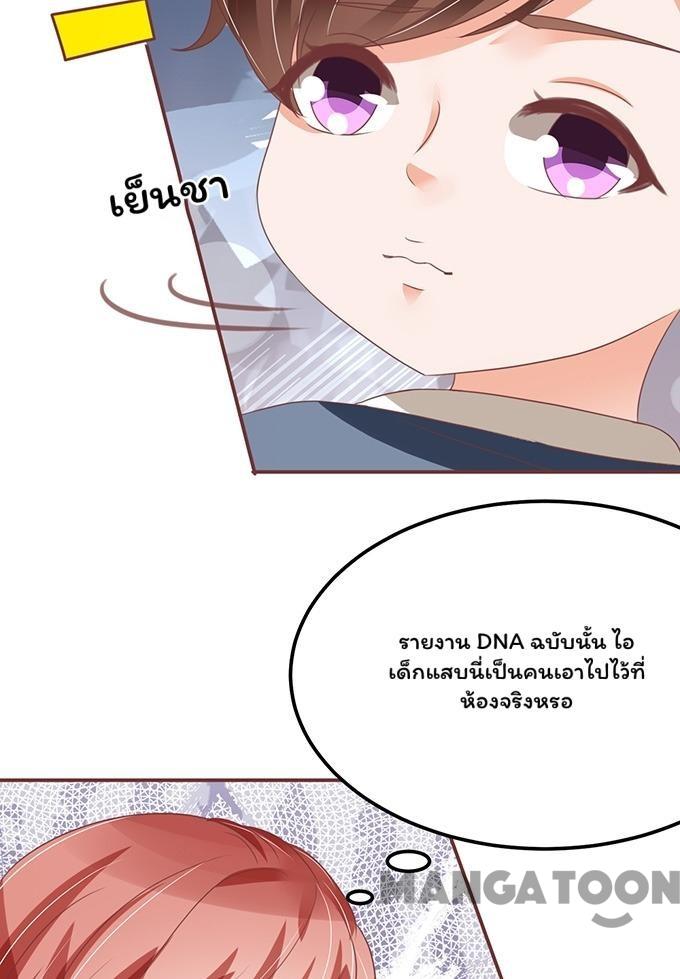 เย็นชา
รายงาน DNA ฉบับนั้น ไอ
เด็กแสบนี่เป็นคนเอาไปไว้ที่
ห้องจริงหรอ
MANGATOON